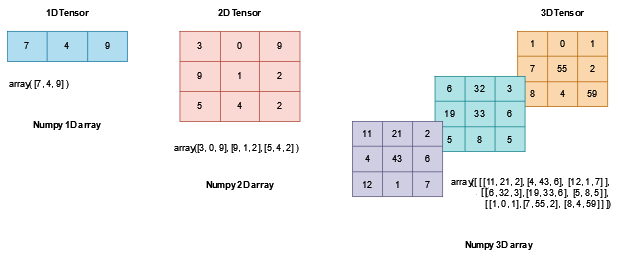 1D Tensor
7 4 9
array( [7, 4, 9] )
Numpy 1D array
2D Tensor
3 0 9
9 1 2
5 4 2
array([3, 0, 9], [9, 1, 2], [5, 4, 2] )
Numpy 2D array
3D Tensor
1 0 1
7 55 2
8 4 59
6 32 3
19 33 6
5 8 5
11 21 2
4 43 6
12 1 7
array( [ [ [11, 21, 2], [4, 43, 6], [12, 1, 7] ],
[ [6, 32, 3], [19, 33, 6], [5, 8, 5] ],
[ [1, 0, 1], [7, 55, 2], [8, 4, 59] ] ] )
Numpy 3D array